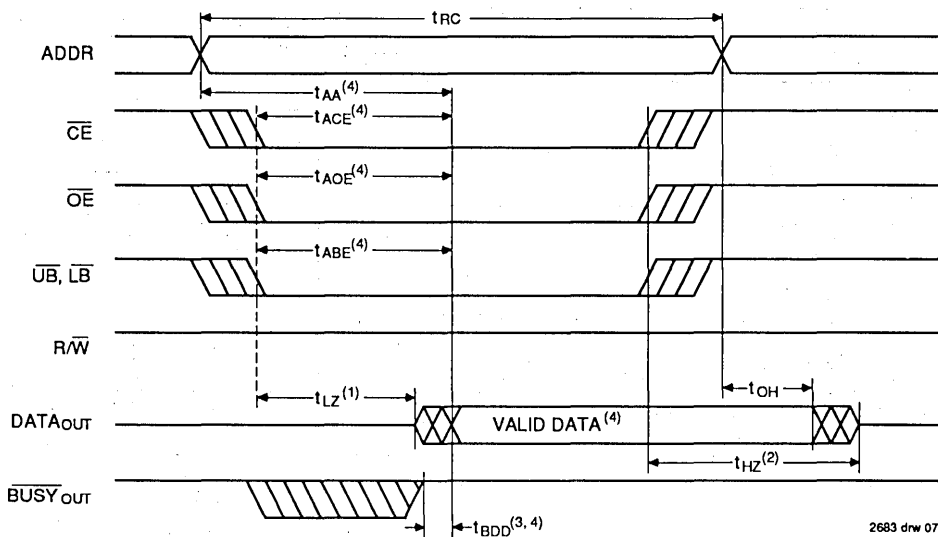 tRC
ADDR
tAA(4)
tACE(4)
CE
tAOE(4)
OE
tABE(4)
UB, LB
R/W
tLZ(1)
tOH
DATAOUT
VALID DATA(4)
tHZ(2)
BUSYOUT
tBDD(3, 4)
2683 drw 07